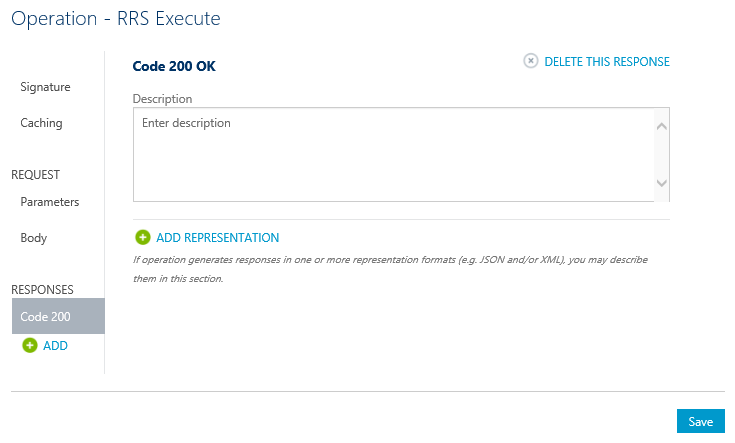 Operation - RRS Execute
Signature
Caching
REQUEST
Parameters
Body
RESPONSES
Code 200
ADD
Code 200 OK
DELETE THIS RESPONSE
Description
Enter description
ADD REPRESENTATION
If operation generates responses in one or more representation formats (e.g. JSON and/or XML), you may describe
them in this section.
Save